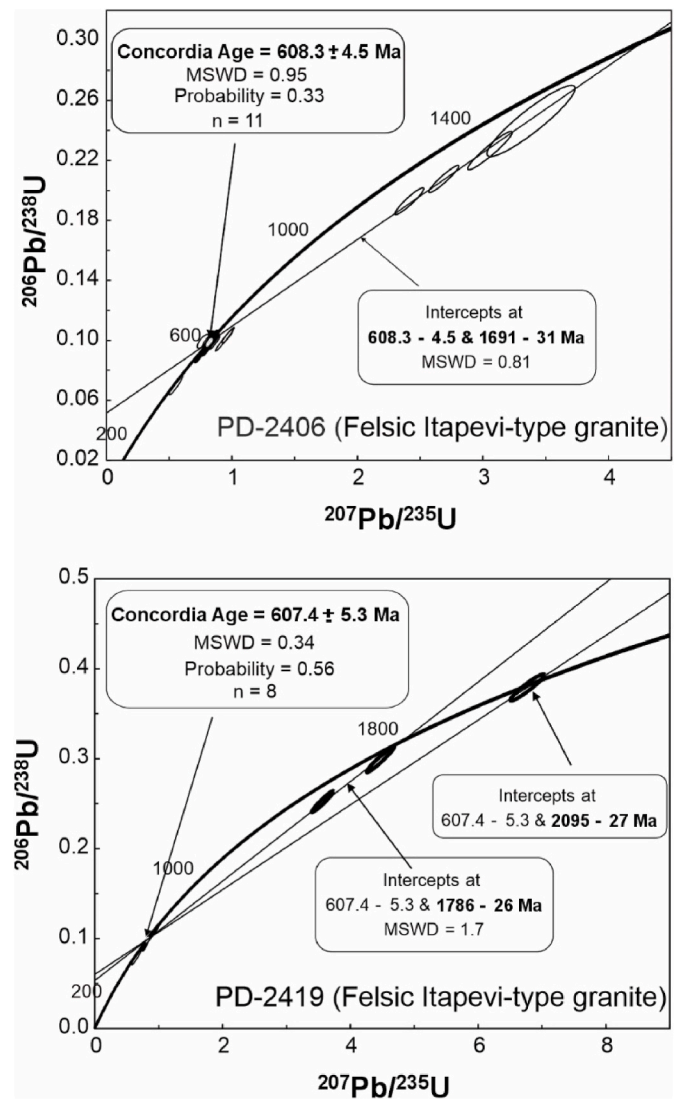 0.30
Concordia Age = 608.3 ± 4.5 Ma
MSWD = 0.95
Probability = 0.33
n = 11
0.26
1400
0.22
206Pb/238U
0.18
1000
0.14
Intercepts at
608.3 - 4.5 & 1691 - 31 Ma
MSWD = 0.81
0.10
600
0.06
200
PD-2406 (Felsic Itapevi-type granite)
0.02
0 1 2 3 4
207Pb/235U
0.5
Concordia Age = 607.4 ± 5.3 Ma
MSWD = 0.34
Probability = 0.56
n = 8
0.4
1800
0.3
206Pb/238U
Intercepts at
607.4 - 5.3 & 2095 - 27 Ma
0.2
1000
Intercepts at
607.4 - 5.3 & 1786 - 26 Ma
MSWD = 1.7
0.1
200
PD-2419 (Felsic Itapevi-type granite)
0.0
0 2 4 6 8
207Pb/235U